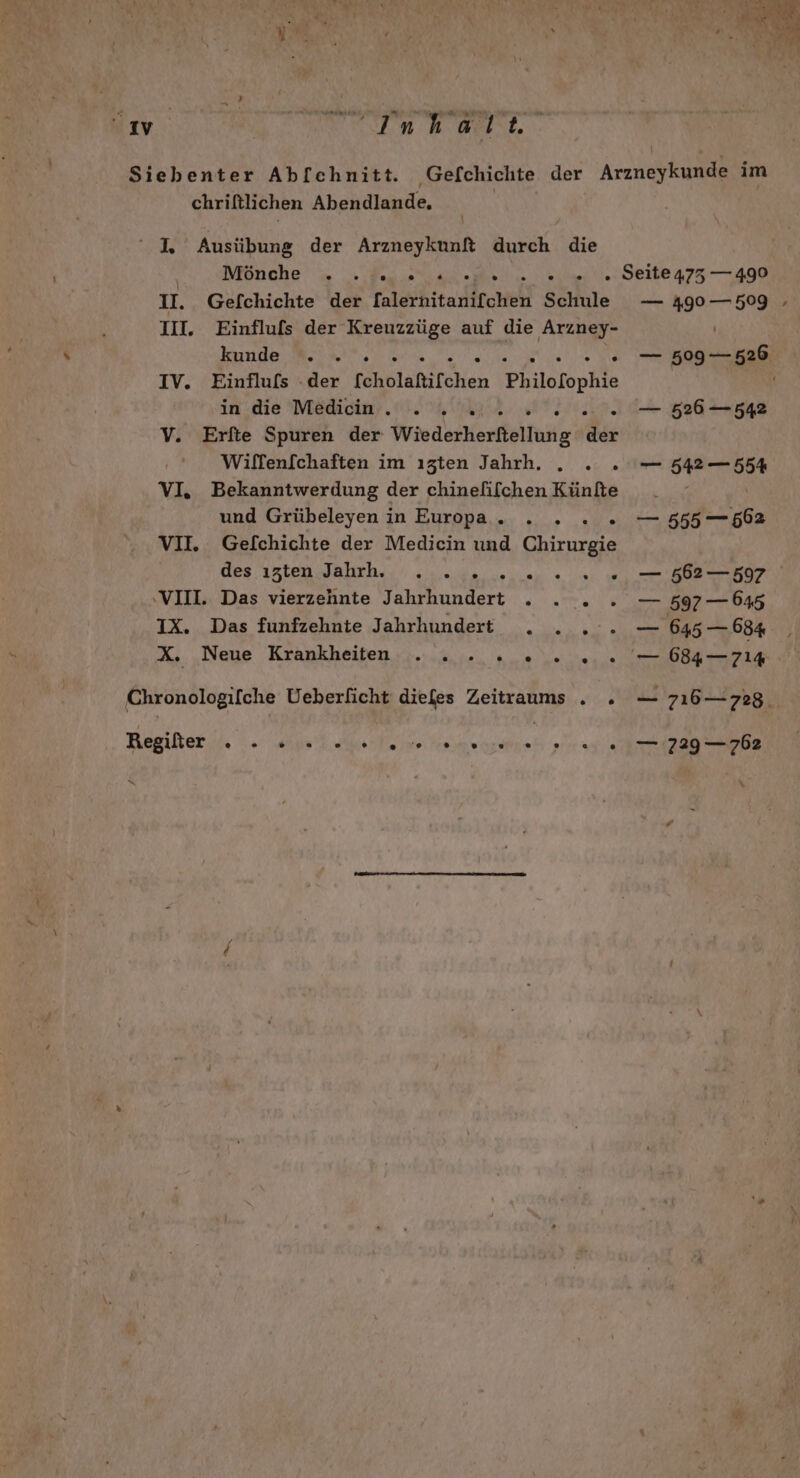 IV Inhalt.
Siebenter Abſchnitt. Geſchichte der Arzneykunde im
chriſtlichen Abendlande.
I. Ausübung der Arzneykunſt durch die
Mönche . . . . . . . . . . . Seite 473 — 490
II. Geſchichte der ſalernitaniſchen Schule — 490 — 509
III. Einfluſs der Kreuzzüge auf die Arzney-
kunde . . . . . . . . . . . — 509 — 526
IV. Einfluſs der ſcholaſtiſchen Philoſophie
in die Medicin . . . . . . . . . — 526 — 542
V. Erſte Spuren der Wiederherſtellung der
Wiſſenſchaften im 13ten Jahrh. . . . — 542 — 554
VI. Bekanntwerdung der chineſiſchen Künſte
und Grübeleyen in Europa . . . . . — 555 — 562
VII. Geſchichte der Medicin und Chirurgie
des 13ten Jahrh. . . . . . . . . — 562 — 597
VIII. Das vierzehnte Jahrhundert . . . . — 597 — 645
IX. Das funfzehnte Jahrhundert . . . . — 645 — 684
X. Neue Krankheiten . . . . . . . . — 684 — 714
Chronologiſche Ueberſicht dieſes Zeitraums . . — 716 — 728
Regiſter . . . . . . . . . . . . . . — 729 — 762